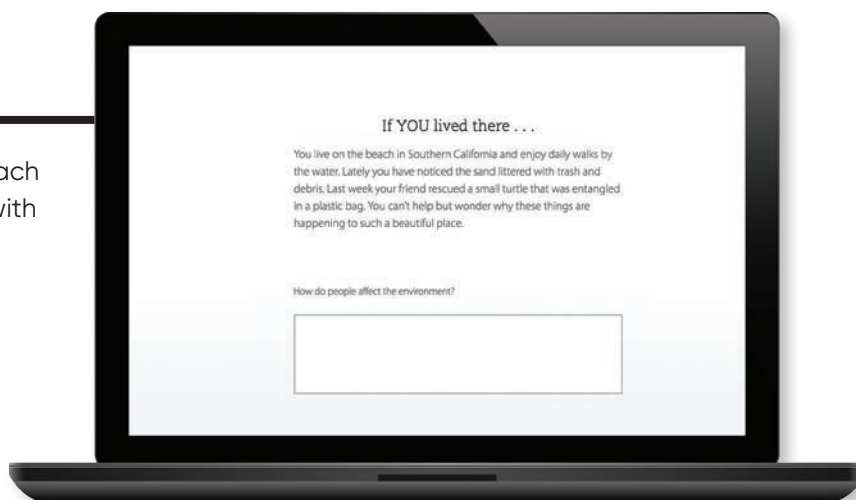 ach
with
If YOU lived there . . .
You live on the beach in Southern California and enjoy daily walks by
the water. Lately you have noticed the sand littered with trash and
debris. Last week your friend rescued a small turtle that was entangled
in a plastic bag. You can't help but wonder why these things are
happening to such a beautiful place.
How do people affect the environment?